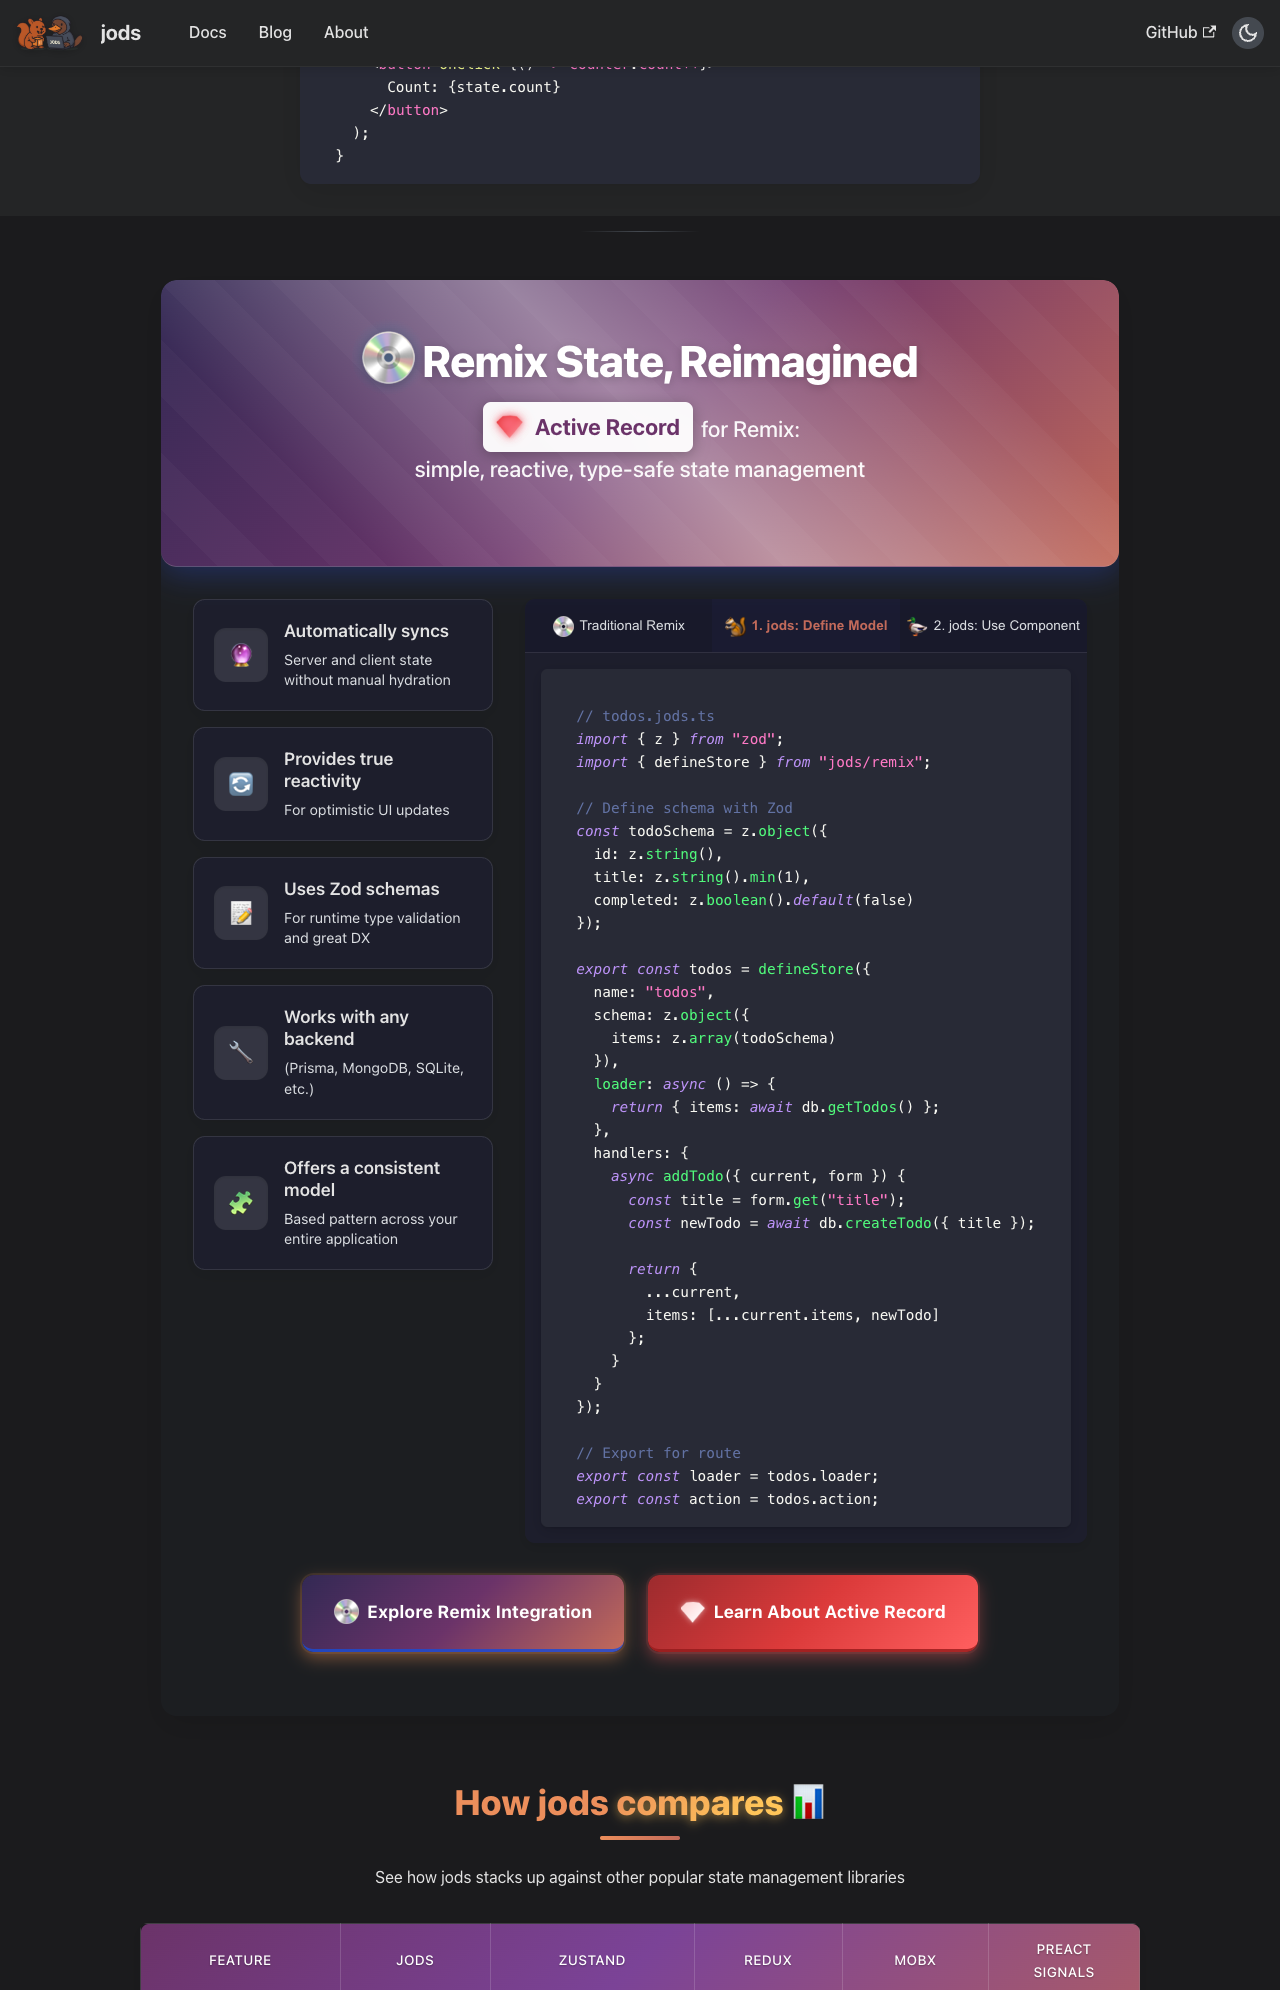 jods
Docs
Blog
About
GitHub
Count: {state.count}
</button>
);
}
Remix State, Reimagined
Active Record for Remix:
simple, reactive, type-safe state management
Automatically syncs
Server and client state
without manual hydration
Provides true
reactivity
For optimistic UI updates
Uses Zod schemas
For runtime type validation
and great DX
Works with any
backend
(Prisma, MongoDB, SQLite,
etc.)
Offers a consistent
model
Based pattern across your
entire application
Traditional Remix
1. jods: Define Model
2. jods: Use Component
// todos.jods.ts
import { z } from "zod";
import { defineStore } from "jods/remix";
// Define schema with Zod
const todoSchema = z.object({
id: z.string(),
title: z.string().min(1),
completed: z.boolean().default(false)
});
export const todos = defineStore({
name: "todos",
schema: z.object({
items: z.array(todoSchema)
}),
loader: async () => {
return { items: await db.getTodos() };
},
handlers: {
async addTodo({ current, form }) {
const title = form.get("title");
const newTodo = await db.createTodo({ title });
return {
...current,
items: [...current.items, newTodo]
};
}
}
});
// Export for route
export const loader = todos.loader;
export const action = todos.action;
Explore Remix Integration
Learn About Active Record
How jods compares
See how jods stacks up against other popular state management libraries
FEATURE
JODS
ZUSTAND
REDUX
MOBX
PREACT
SIGNALS